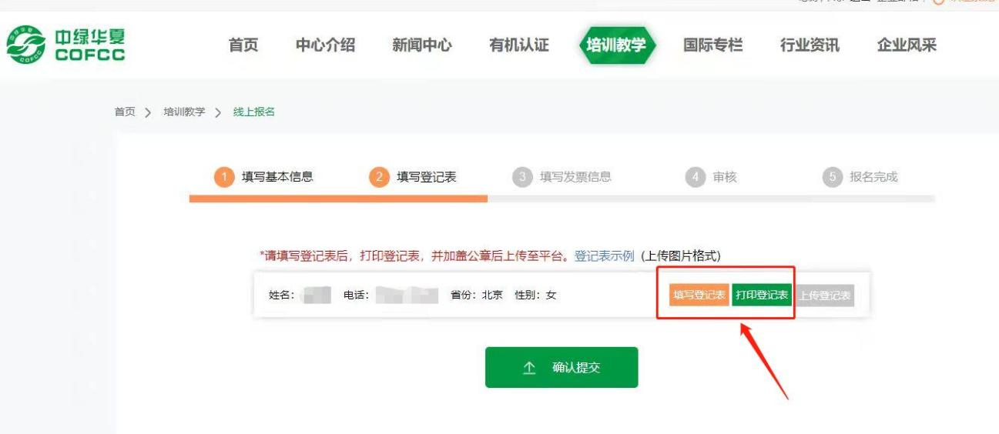 中绿华夏
COFCC
首页 中心介绍 新闻中心 有机认证 培训教学 国际专栏 行业资讯 企业风采
首页 > 培训教学 > 线上报名
1 填写基本信息 2 填写登记表 3 填写发票信息 4 审核 5 报名完成
*请填写登记表后，打印登记表，并加盖公章后上传至平台。登记表示例（上传图片格式）
姓名： 电话： 省份：北京 性别：女 填写登记表 打印登记表 上传登记表
确认提交